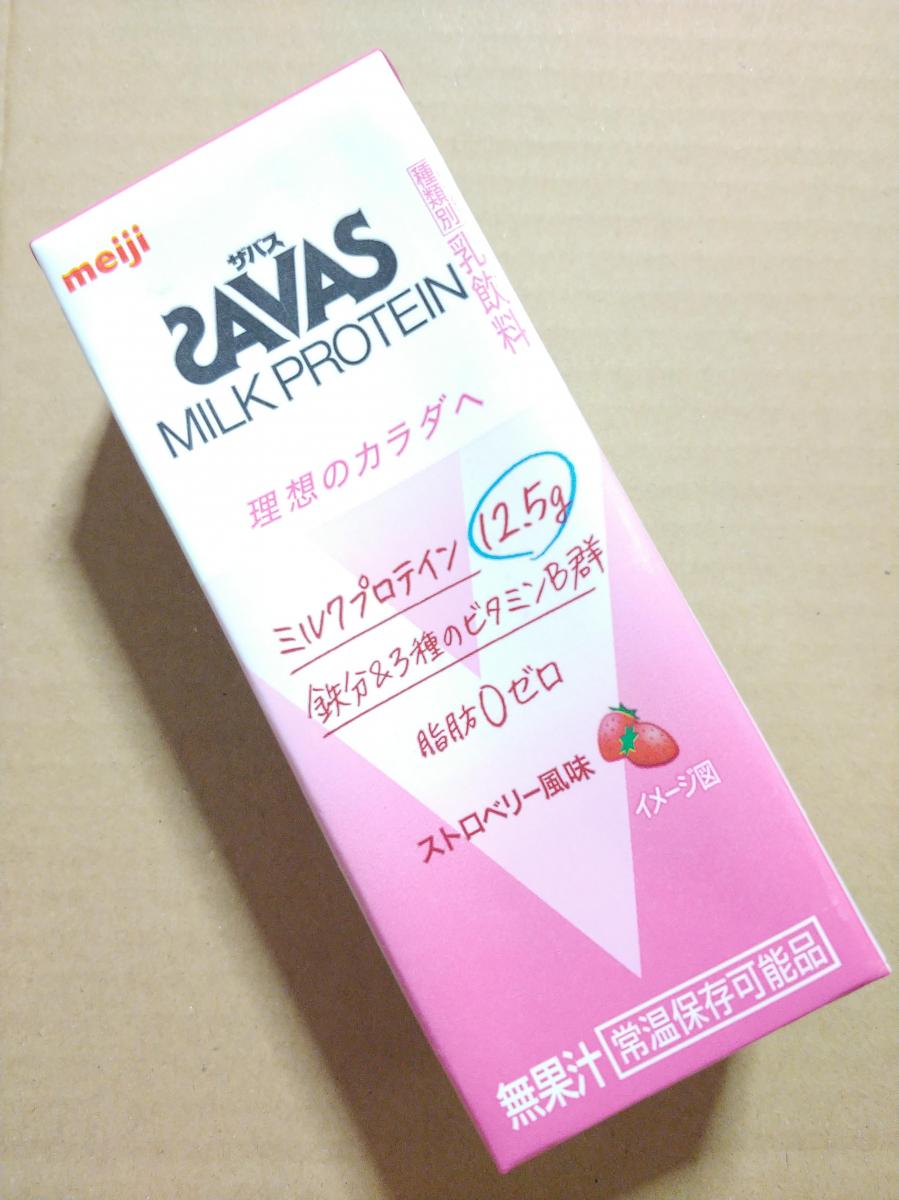 meiji
ザバス
SAVAS
MILK PROTEIN
種類別 乳飲料
理想のカラダへ
ミルクプロテイン 12.5g
鉄分&3種のビタミンB群
脂肪0ゼロ
ストロベリー風味
イメージ図
無果汁 常温保存可能品